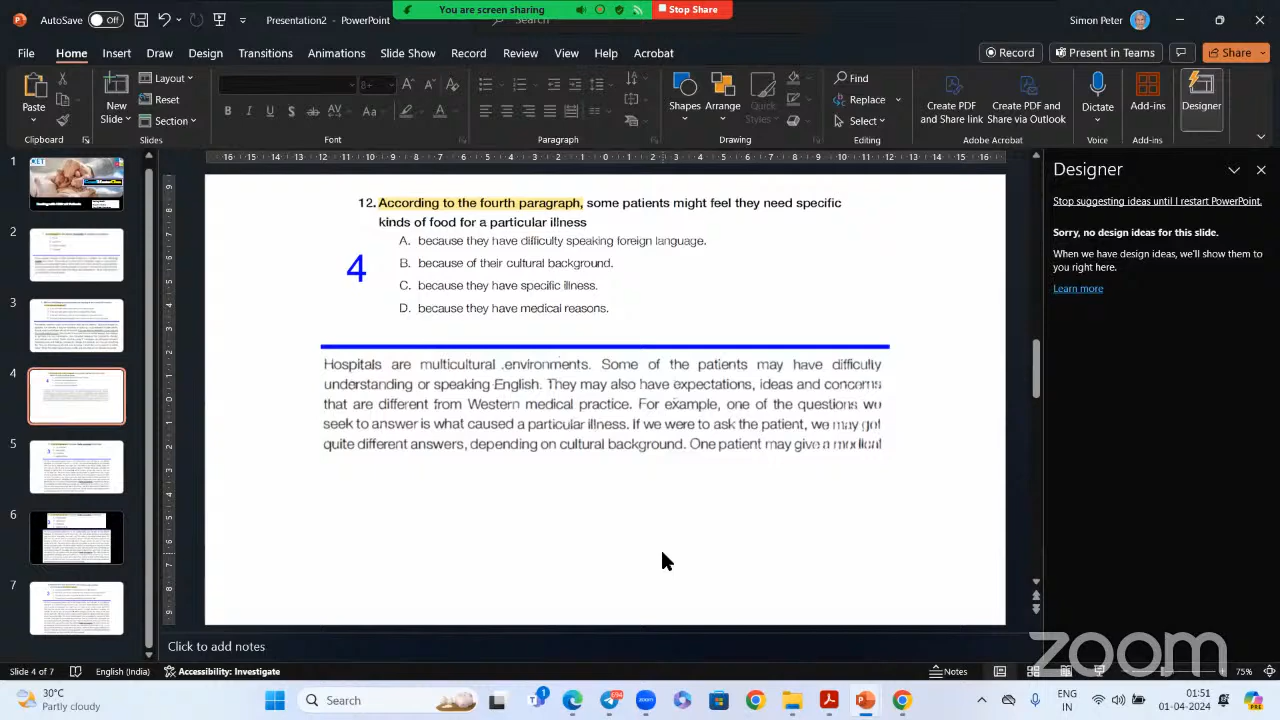 AutoSave Off
Presentation2 - PowerPoint
You are screen sharing
Stop Share
Search
Simon Peter
File Home Insert Draw Design Transitions Animations Slide Show Record Review View Help Acrobat
Record Present in Teams Share
Paste
New Slide
Layout
Reset
Section
Shapes Arrange Quick Styles
Find
Replace
Select
Create PDF and Share link
Create PDF and Share via Outlook
Dictate
Add-ins
Designer
Clipboard Slides Font Paragraph Drawing Editing Adobe Acrobat Voice Add-ins
1
2
3
4
5
6
7
12. According to the fourth paragraph, some patients might feel they need specific
kinds of food for a particular illness
A. because they have difficulty speaking foreign language.
4
B. because of their cultural background.
C. because they have specific illness.
D. because
Hospitals are multicultural environments. Some of the patients may have difficulty
understanding or speaking English. They may also have expectations, ideas and concerns
that are different from Western medical practice. For example, one of the questions we
seek to answer is what caused a particular illness. If we were to ask the patient, we may get
quite different answers, depending on cultural background. One patient may give a medical
Designer
Stop suggesting ideas until I restart PowerPoint.
Sorry, no design ideas for this slide.
When we have design ideas, we'll show them to
you right here.
Learn more
Click to add notes
zoom
Slide 4 of 7
English (India)
Accessibility: Investigate
Notes
75%
30°C
Partly cloudy
Search
ENG
IN
01:51
01-04-2024